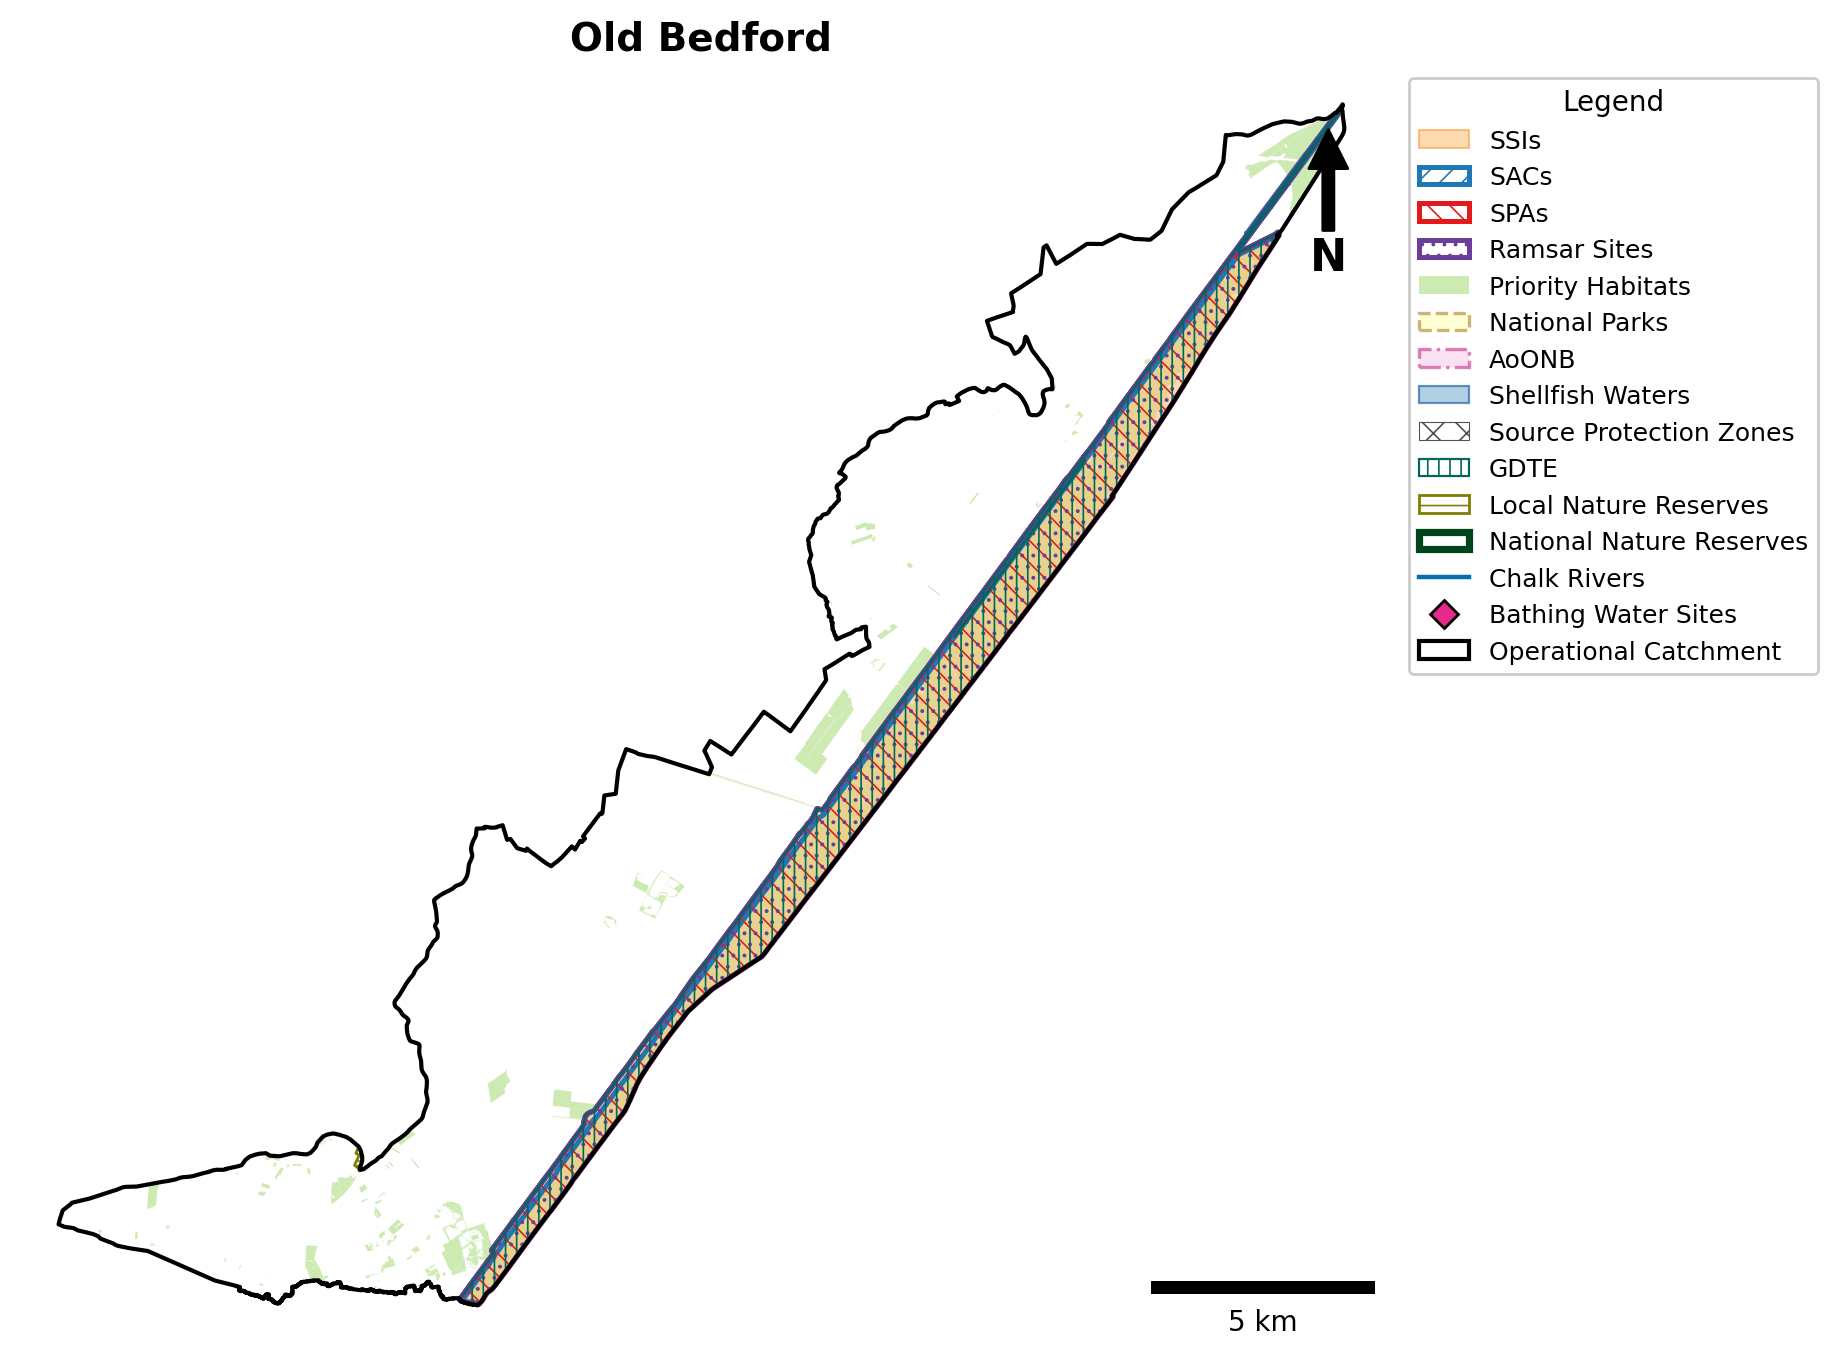 Old Bedford
Legend
SSIs
SACs
SPAs
Ramsar Sites
Priority Habitats
National Parks
AoONB
Shellfish Waters
Source Protection Zones
GDTE
Local Nature Reserves
National Nature Reserves
Chalk Rivers
Bathing Water Sites
Operational Catchment
N
5 km